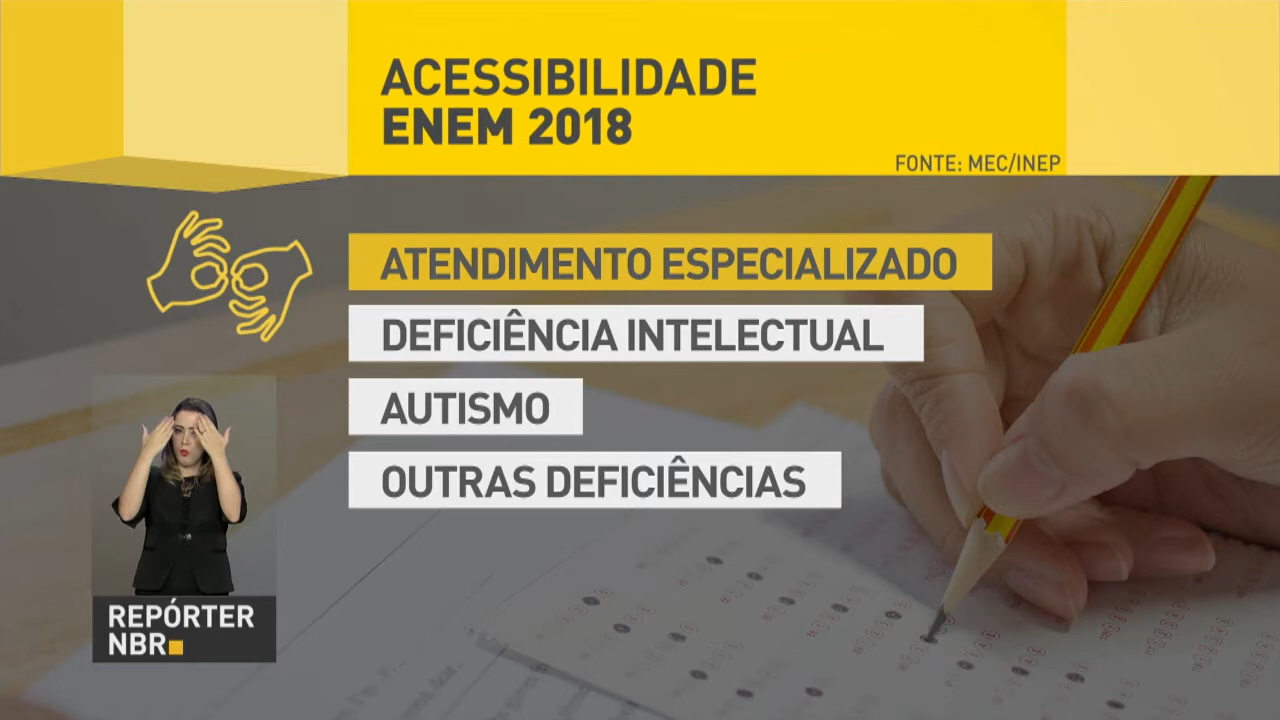 ACESSIBILIDADE
ENEM 2018
FONTE: MEC/INEP
ATENDIMENTO ESPECIALIZADO
DEFICIÊNCIA INTELECTUAL
AUTISMO
OUTRAS DEFICIÊNCIAS
REPÓRTER
NBR